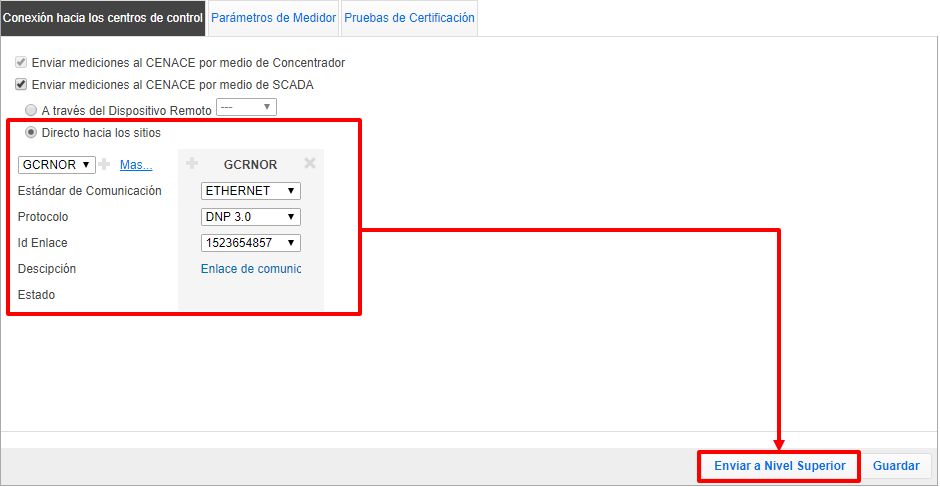 Conexión hacia los centros de control
Parámetros de Medidor
Pruebas de Certificación
Enviar mediciones al CENACE por medio de Concentrador
Enviar mediciones al CENACE por medio de SCADA
A través del Dispositivo Remoto ---
Directo hacia los sitios
GCRNOR Mas... GCRNOR
Estándar de Comunicación ETHERNET
Protocolo DNP 3.0
Id Enlace 1523654857
Descipción Enlace de comunic
Estado
Enviar a Nivel Superior Guardar